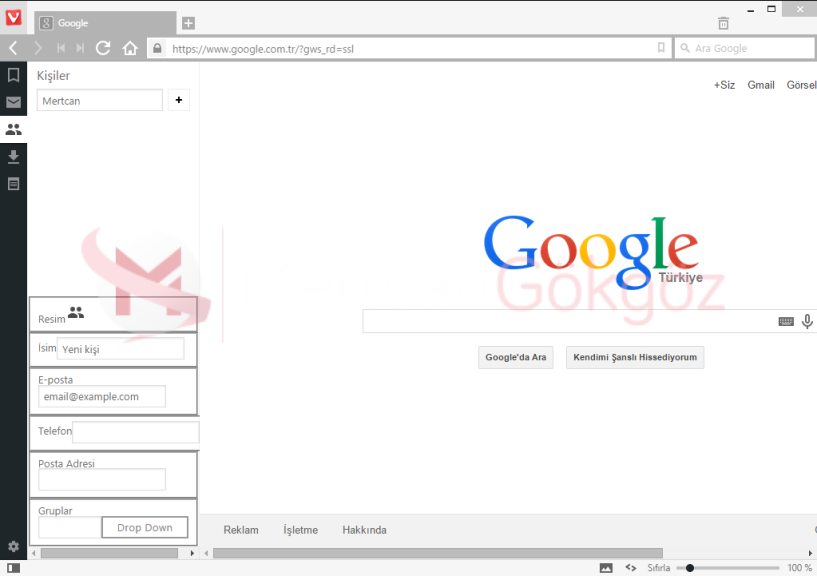 Google
https://www.google.com.tr/?gws_rd=ssl
Ara Google
Kişiler
Mertcan
+
+Siz Gmail Görsel
Google
Türkiye
Gökgöz
Resim
İsim Yeni kişi
E-posta
email@example.com
Telefon
Posta Adresi
Gruplar
Drop Down
Google'da Ara
Kendimi Şanslı Hissediyorum
Reklam İşletme Hakkında
Sıfırla 100 %